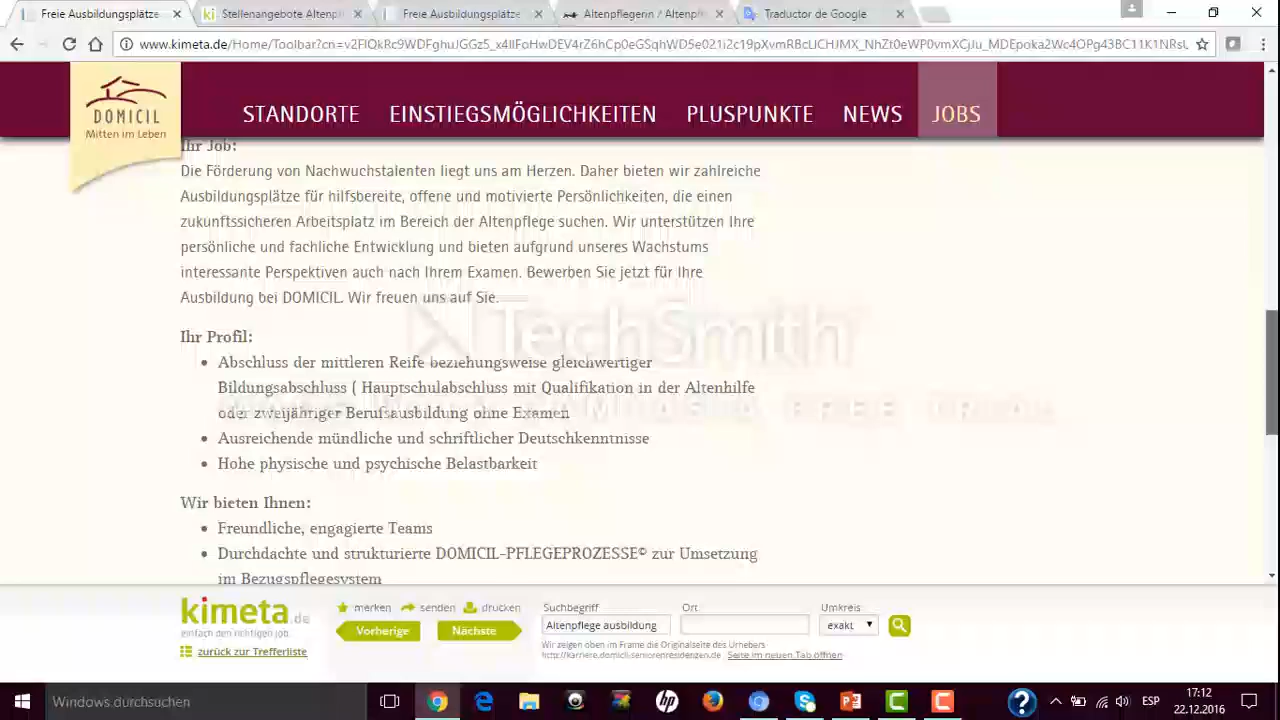 Freie Ausbildungsplätze
Stellenangebote Altenpf
Freie Ausbildungsplätze
Altenpflegerin / Altenpfl
Traductor de Google
www.kimeta.de/Home/Toolbar?cn=
DOMICIL
Mitten im Leben
STANDORTE EINSTIEGSMÖGLICHKEITEN PLUSPUNKTE NEWS JOBS
Ihr Job:
Die Förderung von Nachwuchstalenten liegt uns am Herzen. Daher bieten wir zahlreiche
Ausbildungsplätze für hilfsbereite, offene und motivierte Persönlichkeiten, die einen
zukunftssicheren Arbeitsplatz im Bereich der Altenpflege suchen. Wir unterstützen Ihre
persönliche und fachliche Entwicklung und bieten aufgrund unseres Wachstums
interessante Perspektiven auch nach Ihrem Examen. Bewerben Sie jetzt für Ihre
Ausbildung bei DOMICIL. Wir freuen uns auf Sie.
TechSmith
Ihr Profil:
• Abschluss der mittleren Reife beziehungsweise gleichwertiger
Bildungsabschluss ( Hauptschulabschluss mit Qualifikation in der Altenhilfe
oder zweijähriger Berufsausbildung ohne Examen
• Ausreichende mündliche und schriftlicher Deutschkenntnisse
• Hohe physische und psychische Belastbarkeit
Wir bieten Ihnen:
• Freundliche, engagierte Teams
• Durchdachte und strukturierte DOMICIL-PFLEGEPROZESSE© zur Umsetzung
im Bezugspflegesystem
kimeta.de
einfach den richtigen job.
zurück zur Trefferliste
merken senden drucken
Vorherige Nächste
Suchbegriff Ort Umkreis
Altenpflege ausbildung exakt
Wir zeigen oben im Frame die Originalseite des Urhebers
http://karriere.domicil-seniorenresidenzen.de Seite im neuen Tab öffnen
Windows durchsuchen
ESP
17:12
22.12.2016